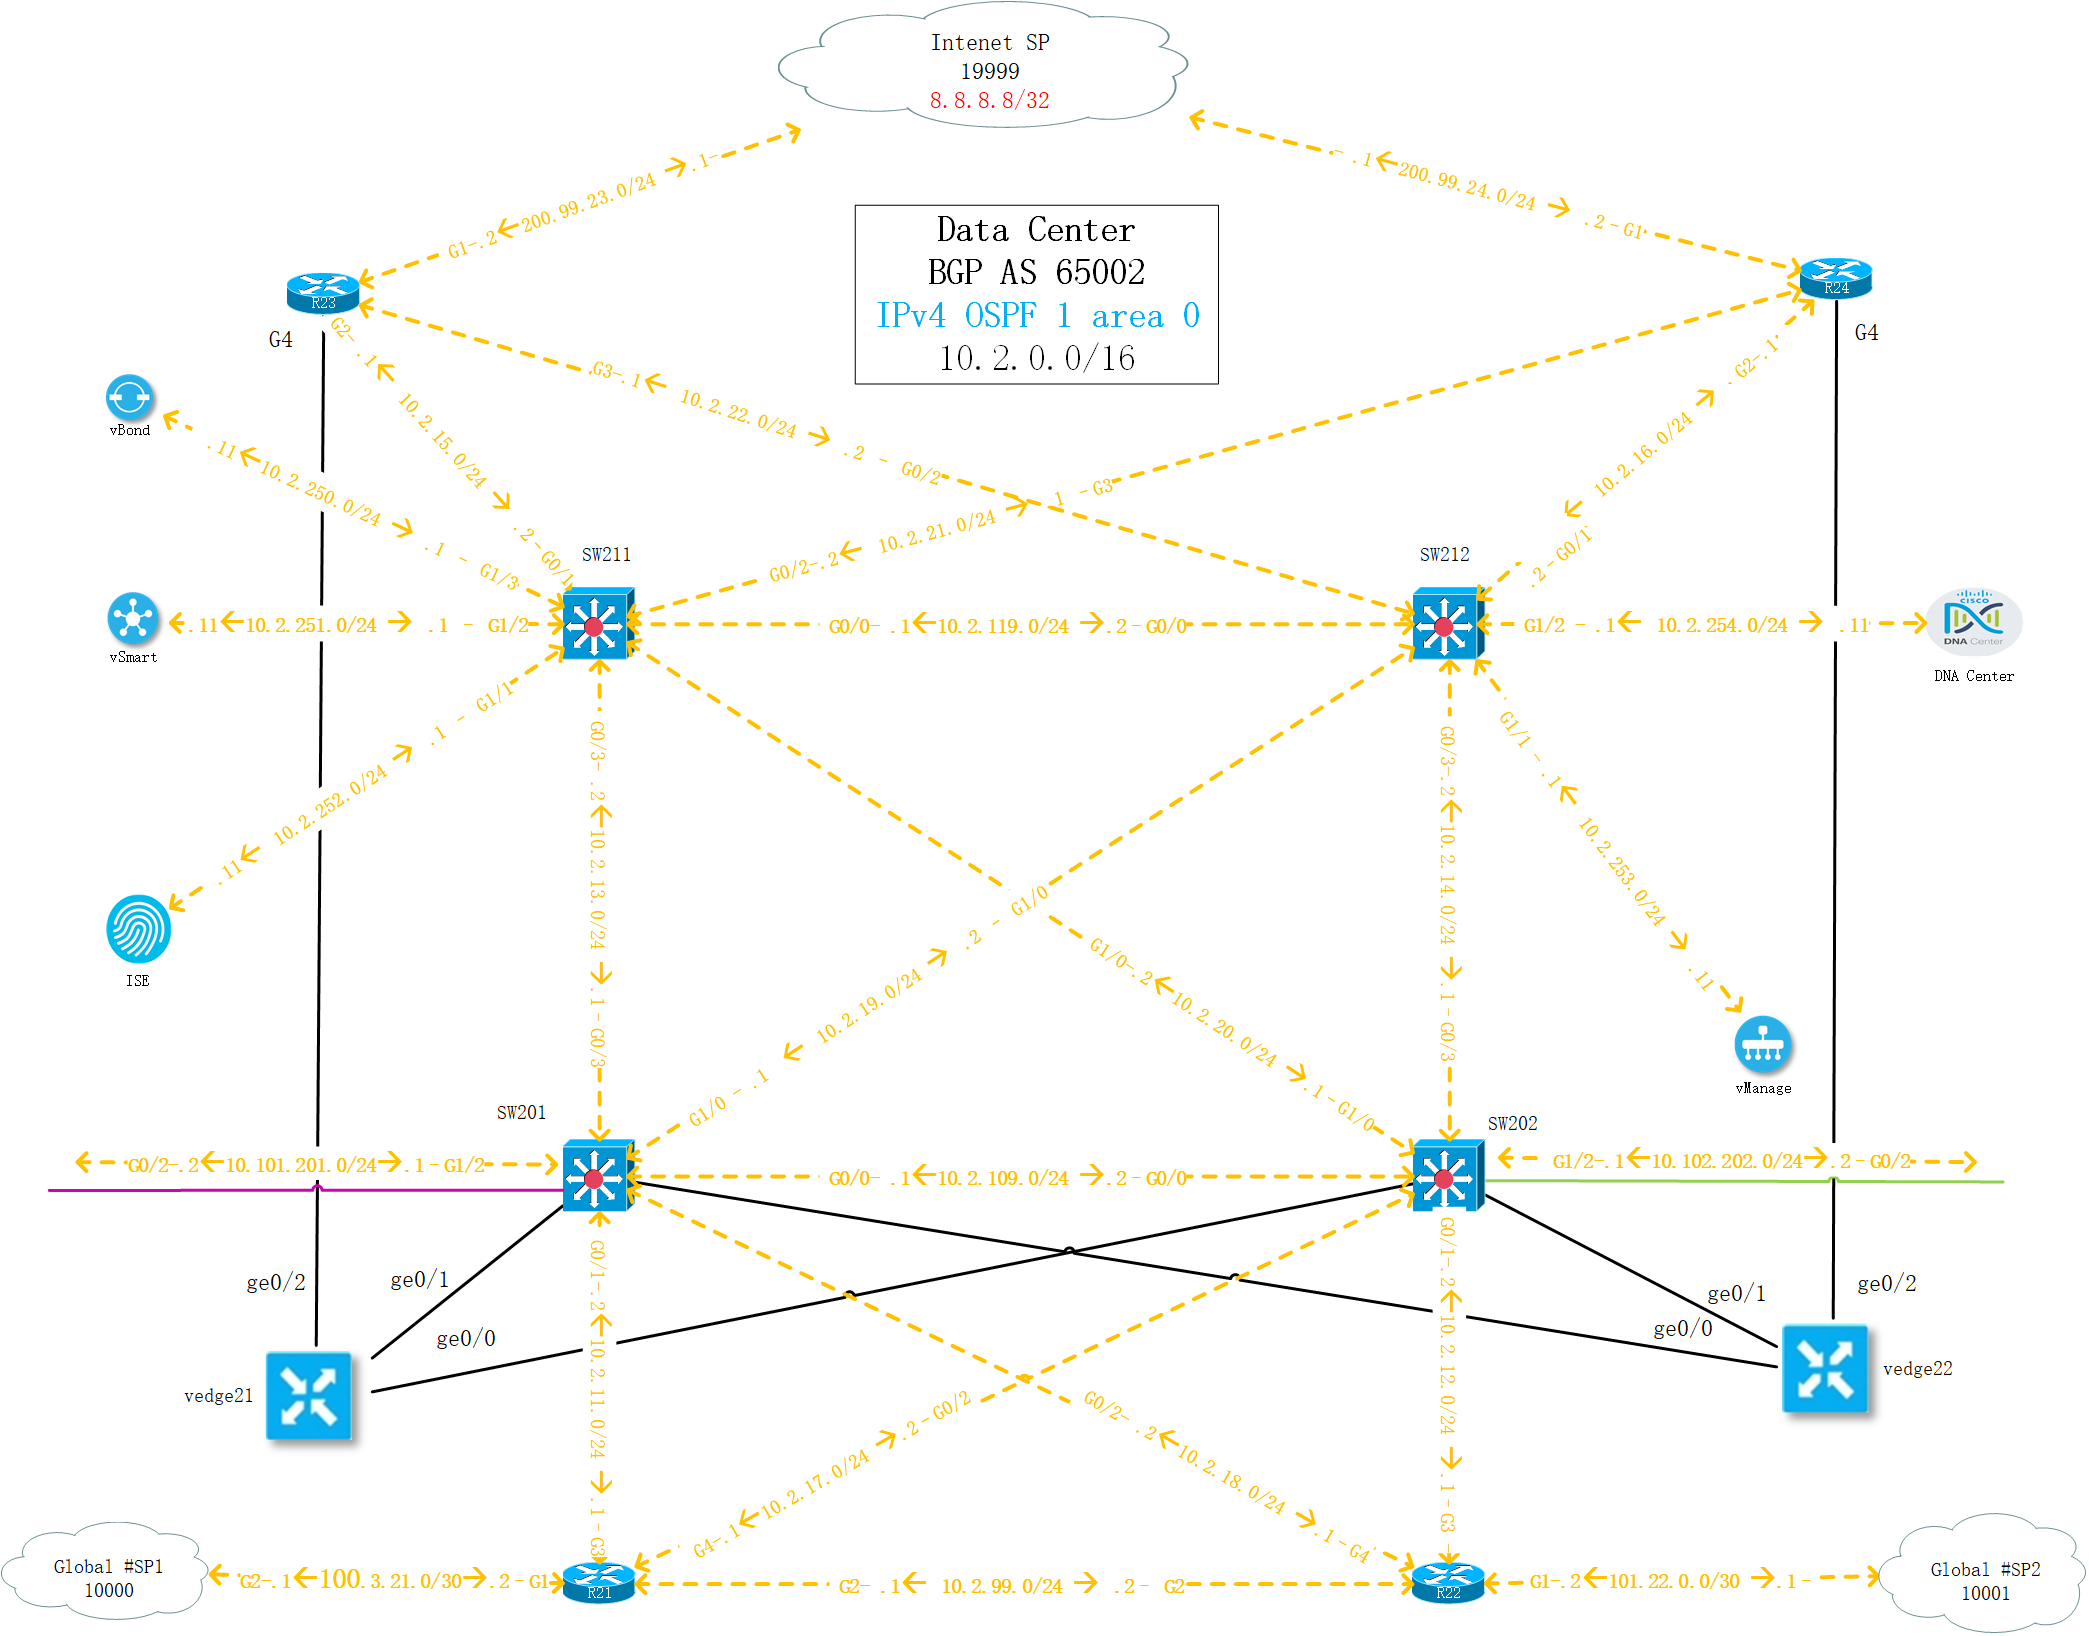 Intenet SP
19999
8.8.8.8/32
G1-.2 200.99.23.0/24 .1-
- .1 200.99.24.0/24 .2-G1
Data Center
BGP AS 65002
IPv4 OSPF 1 area 0
10.2.0.0/16
R23
R24
G4
G4
G2-.1 10.2.15.0/24 .2-G0/1
G3-.1 10.2.22.0/24 .2 - G0/2
G0/2-.2 10.2.21.0/24 .1 -G3
.G2-.1 10.2.16.0/24 .2-G0/1
vBond
.11 10.2.250.0/24 .1 - G1/3
SW211
SW212
vSmart
.11 10.2.251.0/24 .1 - G1/2
G0/0-.1 10.2.119.0/24 .2-G0/0
G1/2 - .1 10.2.254.0/24 .11
CISCO
DNA Center
DNA Center
.11 10.2.252.0/24 .1 - G1/1
ISE
G0/3-.2 10.2.13.0/24 .1-G0/3
G0/3-.2 10.2.14.0/24 .1-G0/3
G1/1 - .1 10.2.253.0/24 .11
vManage
G1/0 - .1 10.2.19.0/24 .2 - G1/0
G1/0-.2 10.2.20.0/24 .1-G1/0
SW201
SW202
G0/2-.2 10.101.201.0/24 .1-G1/2
G0/0-.1 10.2.109.0/24 .2-G0/0
G1/2-.1 10.102.202.0/24 .2-G0/2
ge0/2
ge0/1
ge0/0
ge0/1
ge0/0
ge0/2
vedge21
vedge22
G0/1-.2 10.2.11.0/24 .1-G3
G4-.1 10.2.17.0/24 .2-G0/2
G0/2-.2 10.2.18.0/24 .1-G4
G0/1-.2 10.2.12.0/24 .1-G3
Global #SP1
10000
G2-.1 100.3.21.0/30 .2-G1
R21
G2-.1 10.2.99.0/24 .2- G2
R22
G1-.2 101.22.0.0/30 .1-
Global #SP2
10001